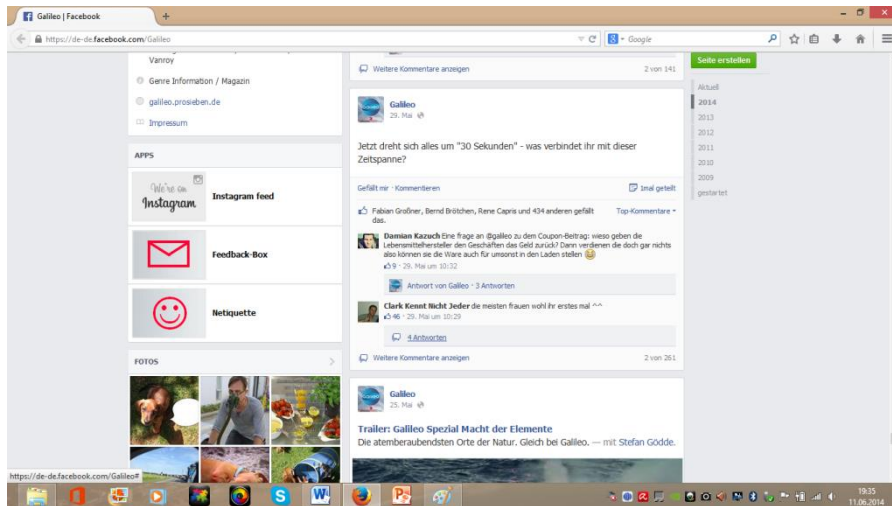 Galileo | Facebook
https://de-de.facebook.com/Galileo
Google
Vanroy
Genre Information / Magazin
galileo.prosieben.de
Impressum
APPS
We're on
Instagram
Instagram feed
Feedback-Box
Netiquette
FOTOS
Weitere Kommentare anzeigen
2 von 141
Galileo
29. Mai
Jetzt dreht sich alles um "30 Sekunden" - was verbindet ihr mit dieser
Zeitspanne?
Gefällt mir · Kommentieren
1mal geteilt
Fabian Großner, Bernd Brötchen, Rene Capris und 434 anderen gefällt
das.
Top-Kommentare
Damian Kazuch Eine frage an @galileo zu dem Coupon-Beitrag: wieso geben die
Lebensmittelhersteller den Geschäften das Geld zurück? Dann verdienen die doch gar nichts
also können sie die Ware auch für umsonst in den Laden stellen
9 · 29. Mai um 10:32
Antwort von Galileo · 3 Antworten
Clark Kennt Nicht Jeder die meisten frauen wohl ihr erstes mal ^^
46 · 29. Mai um 10:29
4 Antworten
Weitere Kommentare anzeigen
2 von 261
Galileo
25. Mai
Trailer: Galileo Spezial Macht der Elemente
Die atemberaubendsten Orte der Natur. Gleich bei Galileo. — mit Stefan Gödde.
Seite erstellen
Aktuell
2014
2013
2012
2011
2010
2009
gestartet
https://de-de.facebook.com/Galileo#
19:35
11.06.2014